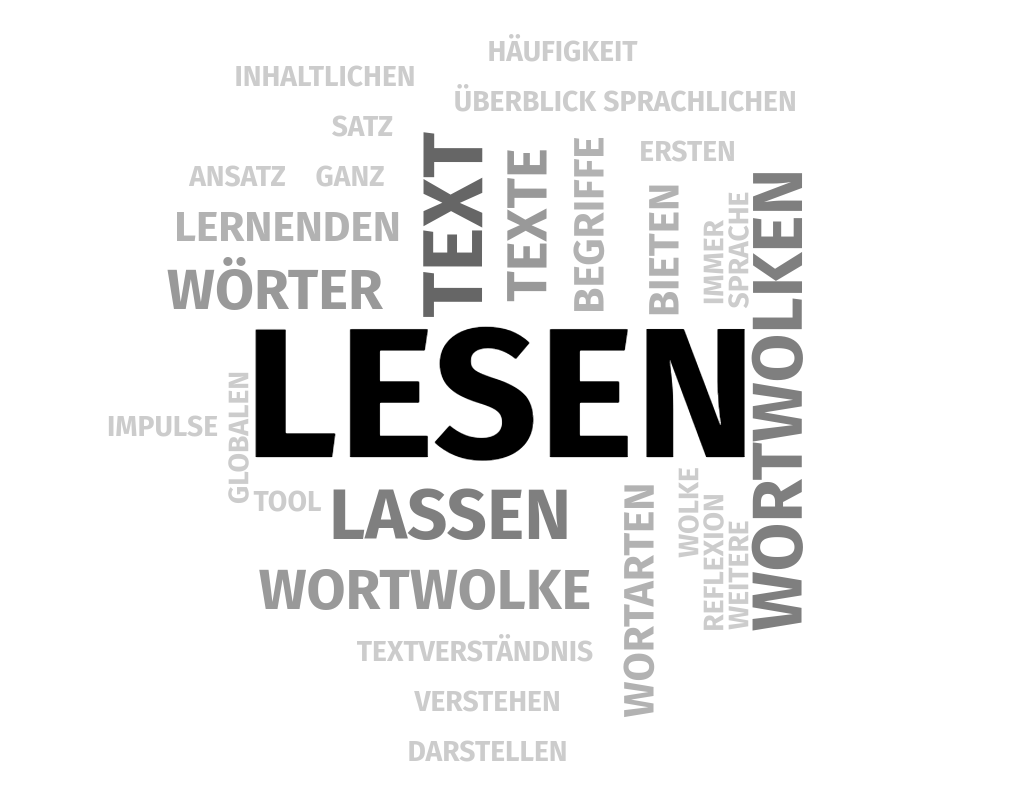 HÄUFIGKEIT
INHALTLICHEN
ÜBERBLICK SPRACHLICHEN
SATZ
ERSTEN
ANSATZ GANZ
LERNENDEN
WÖRTER
TEXT
TEXTE
BEGRIFFE
BIETEN
IMMER
SPRACHE
WORTWOLKEN
LESEN
IMPULSE
GLOBALEN
TOOL
LASSEN
WORTWOLKE
WORTARTEN
WOLKE
REFLEXION
WEITERE
TEXTVERSTÄNDNIS
VERSTEHEN
DARSTELLEN